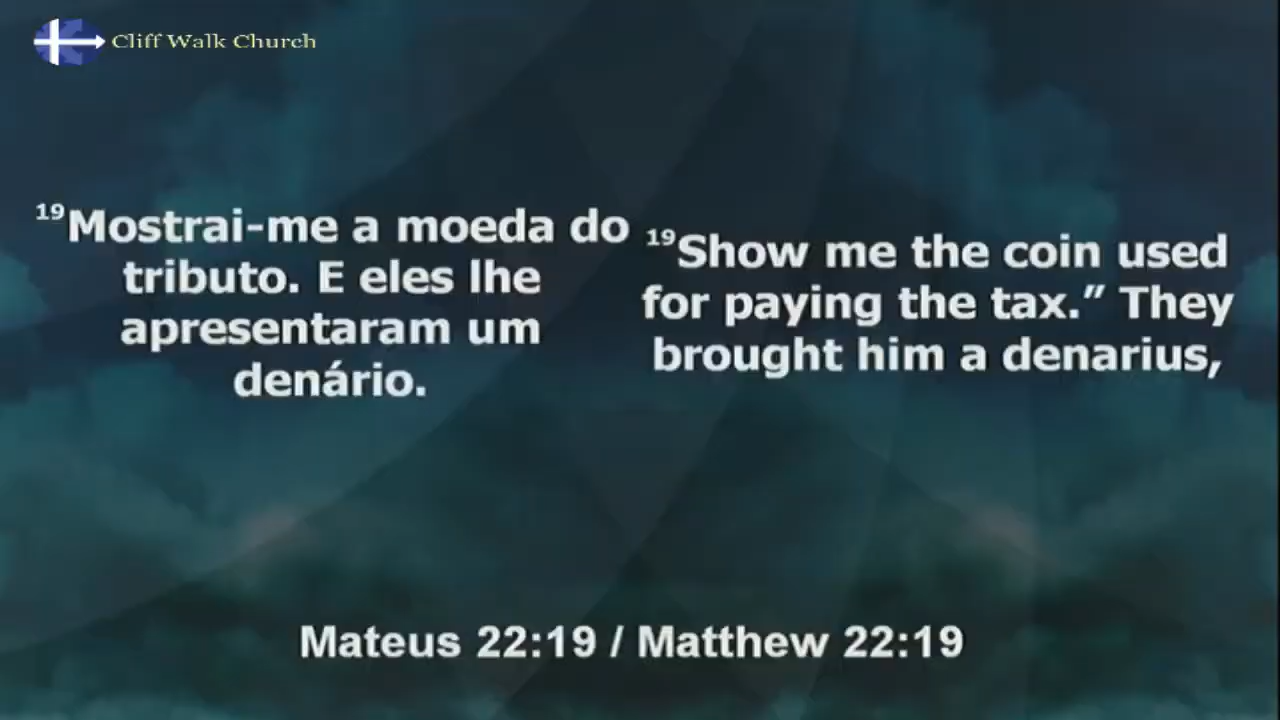 Cliff Walk Church
19Mostrai-me a moeda do
tributo. E eles lhe
apresentaram um
denário.
19Show me the coin used
for paying the tax.” They
brought him a denarius,
Mateus 22:19 / Matthew 22:19